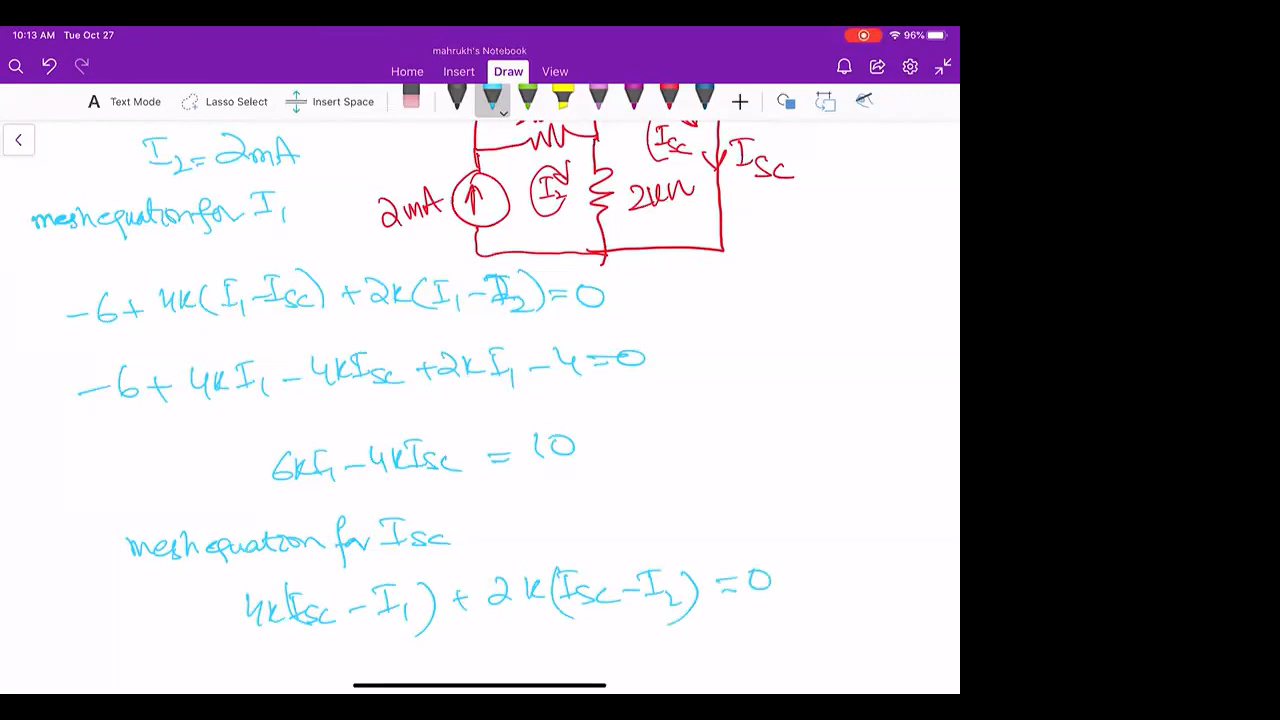 10:13 AM Tue Oct 27
96%
mahrukh's Notebook
Home Insert Draw View
Text Mode Lasso Select Insert Space
I₂ = 2mA
mesh equation for I₁
2mA
I₂
2kΩ
Isc
Isc
-6 + 4k(I₁-Isc) + 2k(I₁-I₂) = 0
-6 + 4kI₁ - 4kIsc + 2kI₁ - 4 = 0
6kI₁ - 4kIsc = 10
mesh equation for Isc
4k(Isc - I₁) + 2k(Isc - I₂) = 0